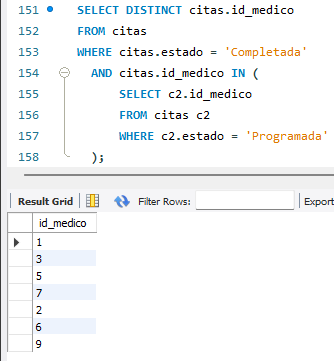 151 SELECT DISTINCT citas.id_medico
152 FROM citas
153 WHERE citas.estado = 'Completada'
154 AND citas.id_medico IN (
155 SELECT c2.id_medico
156 FROM citas c2
157 WHERE c2.estado = 'Programada'
158 );
Result Grid Filter Rows: Export
id_medico
1
3
5
7
2
6
9